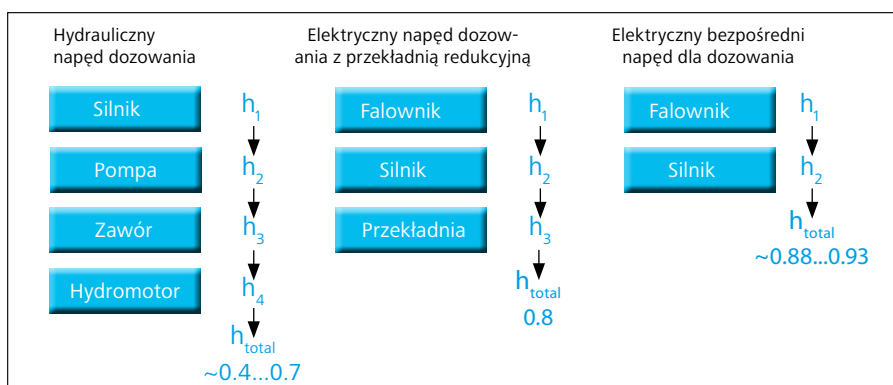 Hydrauliczny
napęd dozowania
Silnik h1
Pompa h2
Zawór h3
Hydromotor h4
htotal
~0.4...0.7
Elektryczny napęd dozow-
ania z przekładnią redukcyjną
Falownik h1
Silnik h2
Przekładnia h3
htotal
0.8
Elektryczny bezpośredni
napęd dla dozowania
Falownik h1
Silnik h2
htotal
~0.88...0.93